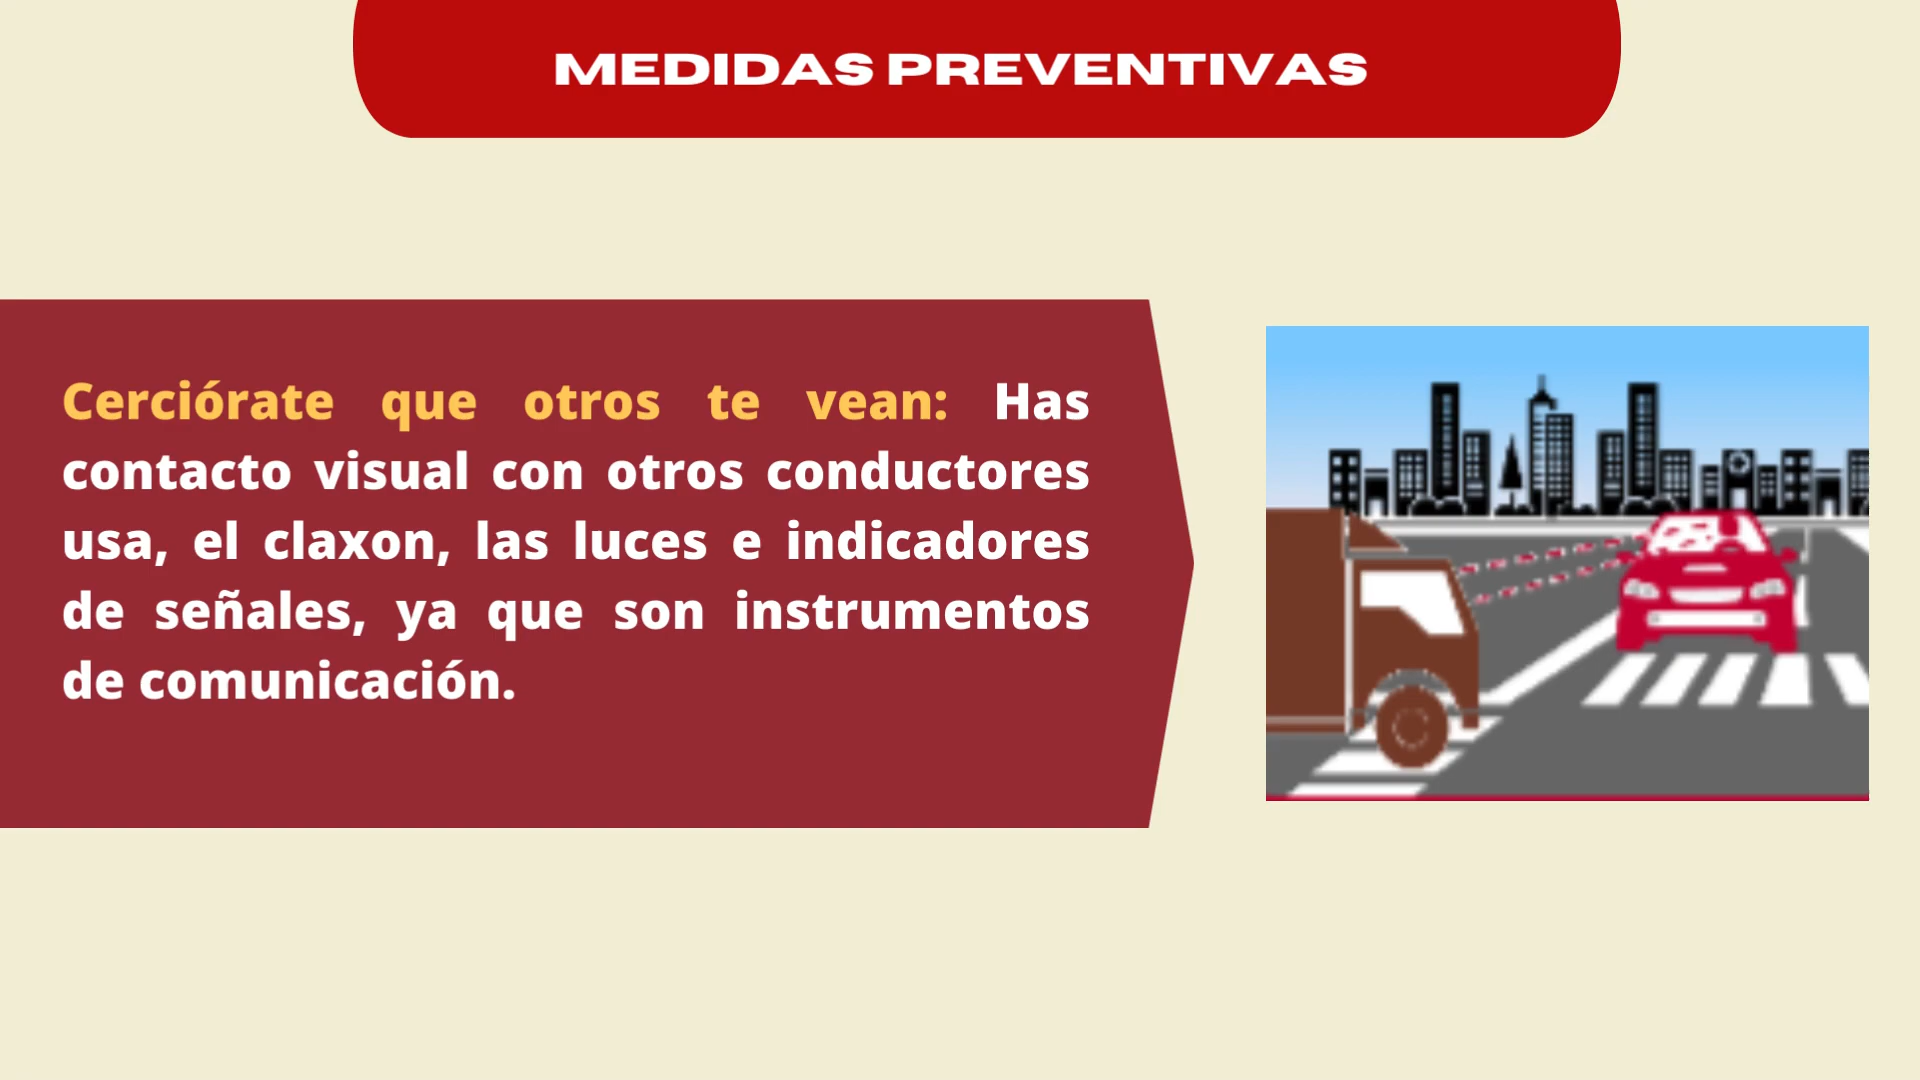 MEDIDAS PREVENTIVAS
Cerciórate que otros te vean: Has
contacto visual con otros conductores
usa, el claxon, las luces e indicadores
de señales, ya que son instrumentos
de comunicación.